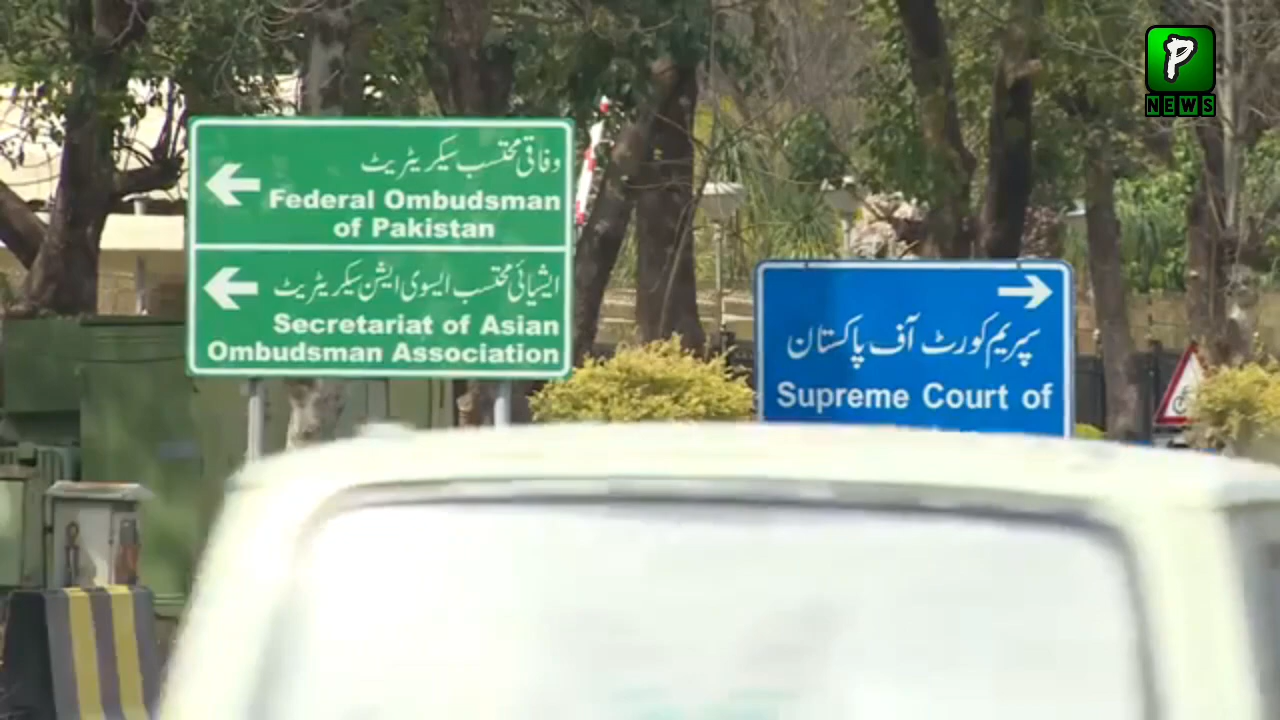 وفاقی محتسب سیکریٹریٹ
Federal Ombudsman
of Pakistan
ایشیائی محتسب ایسوی ایشن سیکریٹریٹ
Secretariat of Asian
Ombudsman Association
سپریم کورٹ آف پاکستان
Supreme Court of
P
NEWS